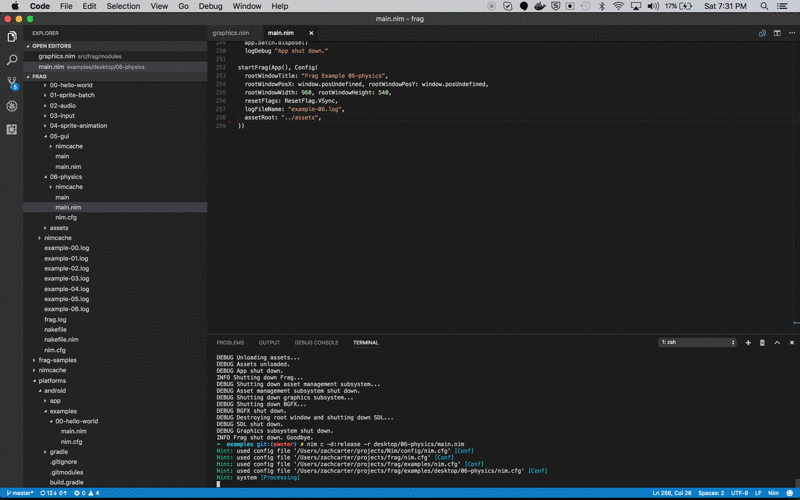 Code File Edit Selection View Go Debug Window Help
17% Sat 7:31 PM
main.nim — frag
EXPLORER
OPEN EDITORS
graphics.nim src/frag/modules
main.nim examples/desktop/06-physics
FRAG
00-hello-world
01-sprite-batch
02-audio
03-input
04-sprite-animation
05-gui
nimcache
main
main.nim
06-physics
nimcache
main
main.nim
nim.cfg
assets
nimcache
example-00.log
example-01.log
example-02.log
example-03.log
example-04.log
example-05.log
example-06.log
frag.log
nakefile
nakefile.nim
nim.cfg
frag-samples
nimcache
platforms
android
app
examples
00-hello-world
main.nim
nim.cfg
gradle
.gitignore
.gitmodules
build.gradle
graphics.nim main.nim
249 app.batch.dispose()
250 logDebug "App shut down."
251
252 startFrag(App(), Config(
253 rootWindowTitle: "Frag Example 06-physics",
254 rootWindowPosX: window.posUndefined, rootWindowPosY: window.posUndefined,
255 rootWindowWidth: 960, rootWindowHeight: 540,
256 resetFlags: ResetFlag.VSync,
257 logFileName: "example-06.log",
258 assetRoot: "../assets",
259 ))
PROBLEMS OUTPUT DEBUG CONSOLE TERMINAL 1: zsh
DEBUG Unloading assets...
DEBUG Assets unloaded.
DEBUG App shut down.
INFO Shutting down Frag...
DEBUG Shutting down asset management subsystem...
DEBUG Asset management subsystem shut down.
DEBUG Shutting down graphics subsystem...
DEBUG Shutting down BGFX...
DEBUG BGFX shut down.
DEBUG Destroying root window and shutting down SDL...
DEBUG SDL shut down.
DEBUG Graphics subsystem shut down.
INFO Frag shut down. Goodbye.
➜ examples git:(master) ✗ nim c -d:release -r desktop/06-physics/main.nim
Hint: used config file '/Users/zachcarter/projects/Nim/config/nim.cfg' [Conf]
Hint: used config file '/Users/zachcarter/projects/frag/nim.cfg' [Conf]
Hint: used config file '/Users/zachcarter/projects/frag/examples/nim.cfg' [Conf]
Hint: used config file '/Users/zachcarter/projects/frag/examples/desktop/06-physics/nim.cfg' [Conf]
Hint: system [Processing]
master* 12↓ 0↑ 0 4 Ln 258, Col 26 Spaces: 2 UTF-8 LF Nim